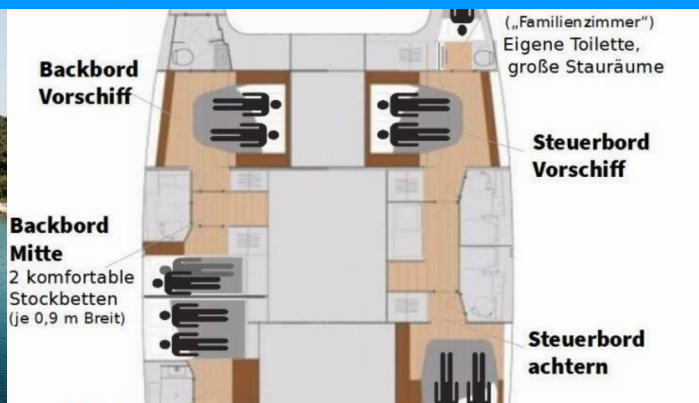 („Familienzimmer")
Eigene Toilette,
große Stauräume
Backbord
Vorschiff
Steuerbord
Vorschiff
Backbord
Mitte
2 komfortable
Stockbetten
(je 0,9 m Breit)
Steuerbord
achtern